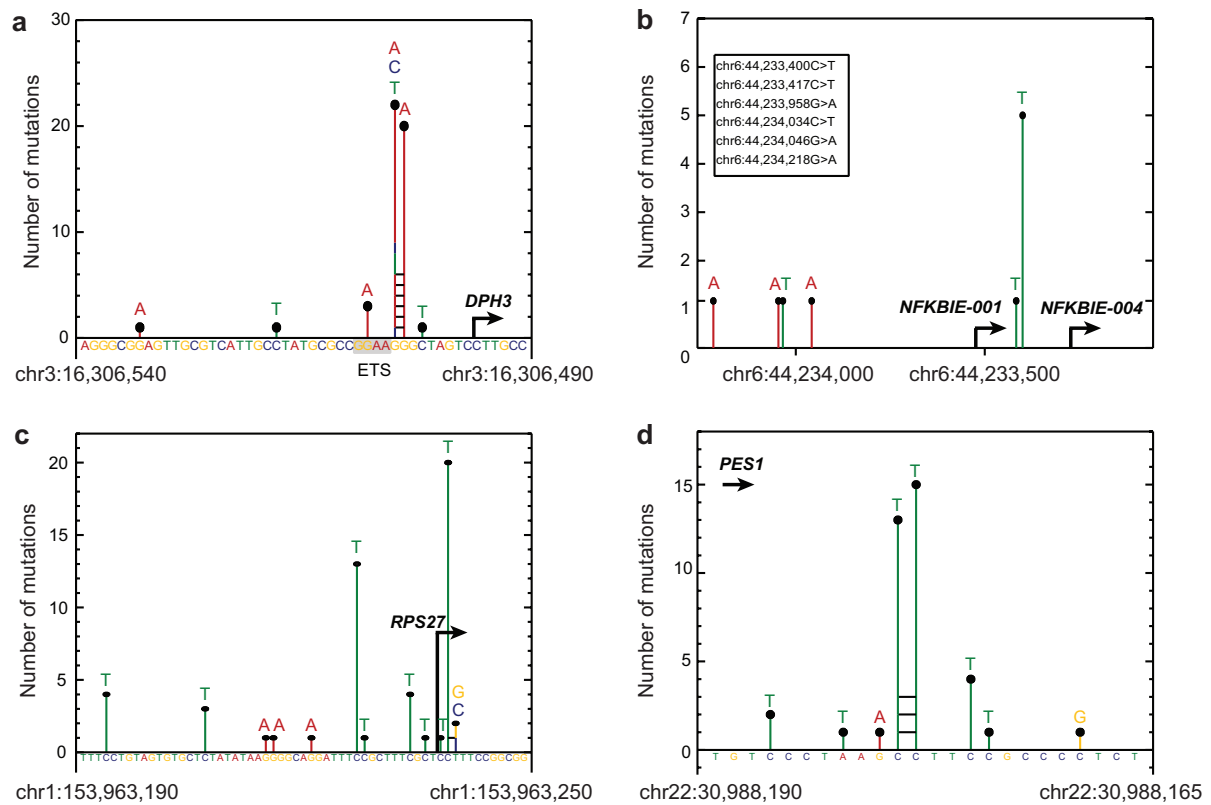 a
Number of mutations
30
20
10
0
A
C
T
A
A
T
A
T
DPH3
AGGGCGGAGTTGCGTCATTGCCTATGCGCCGGAAGGGCTAGTCCTTGCC
ETS
chr3:16,306,540
chr3:16,306,490
b
Number of mutations
7
6
5
4
3
2
1
0
chr6:44,233,400C>T
chr6:44,233,417C>T
chr6:44,233,958G>A
chr6:44,234,034C>T
chr6:44,234,046G>A
chr6:44,234,218G>A
T
A
A
T
A
T
NFKBIE-001
NFKBIE-004
chr6:44,234,000
chr6:44,233,500
c
Number of mutations
20
15
10
5
0
T
T
A
A
A
T
T
T
T
T
T
G
C
RPS27
TTTCCTGTAGTGTGCTCTATATAAGGGGCAGGATTTCCGCTTTCGCTCCTTTCCGGCGG
chr1:153,963,190
chr1:153,963,250
d
Number of mutations
15
10
5
0
PES1
T
T
A
T
T
T
T
G
T G T C C C T A A G C C T T C C G C C C C T C T
chr22:30,988,190
chr22:30,988,165